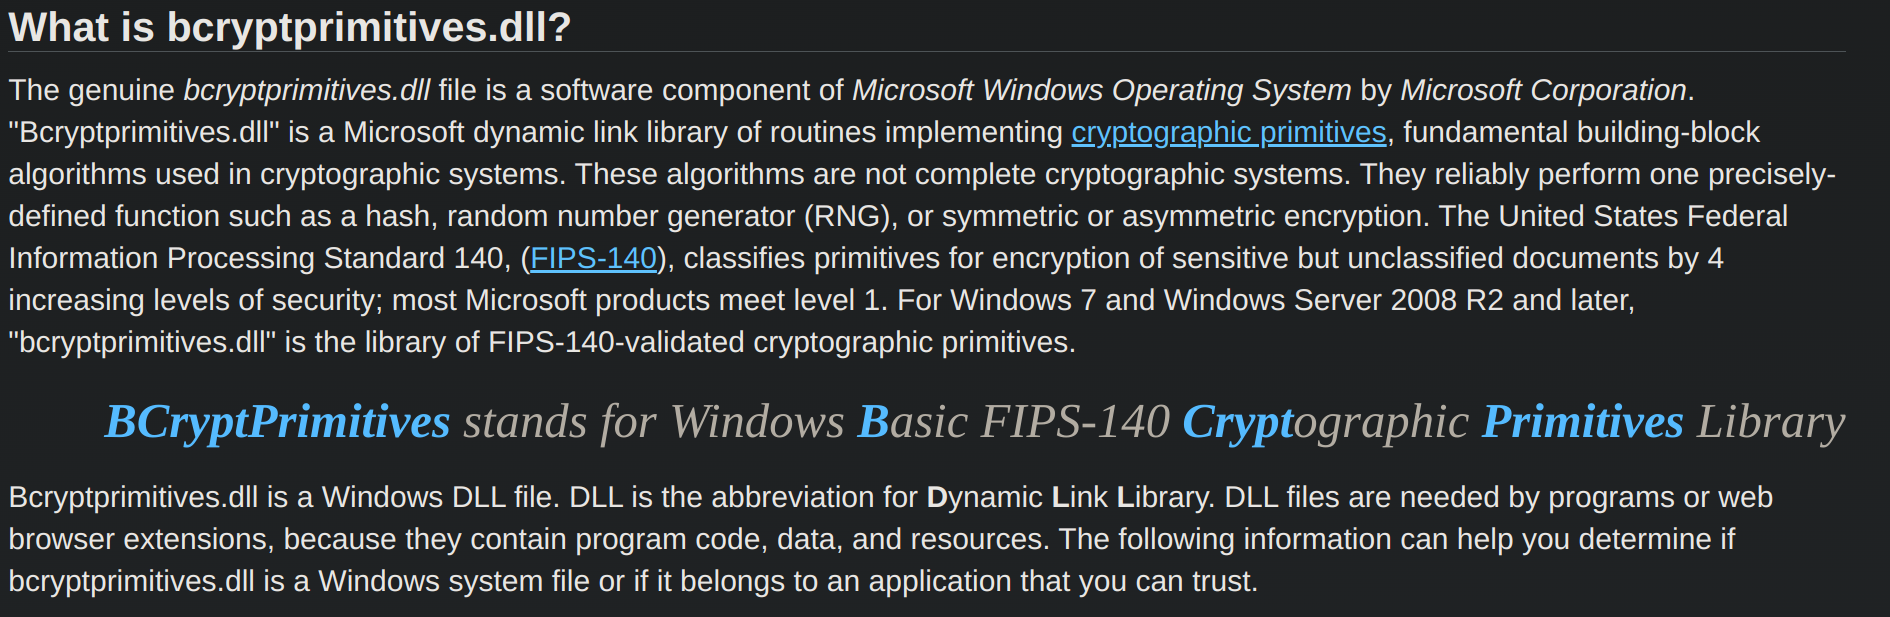 What is bcryptprimitives.dll?
The genuine bcryptprimitives.dll file is a software component of Microsoft Windows Operating System by Microsoft Corporation.
"Bcryptprimitives.dll" is a Microsoft dynamic link library of routines implementing cryptographic primitives, fundamental building-block
algorithms used in cryptographic systems. These algorithms are not complete cryptographic systems. They reliably perform one precisely-
defined function such as a hash, random number generator (RNG), or symmetric or asymmetric encryption. The United States Federal
Information Processing Standard 140, (FIPS-140), classifies primitives for encryption of sensitive but unclassified documents by 4
increasing levels of security; most Microsoft products meet level 1. For Windows 7 and Windows Server 2008 R2 and later,
"bcryptprimitives.dll" is the library of FIPS-140-validated cryptographic primitives.
BCryptPrimitives stands for Windows Basic FIPS-140 Cryptographic Primitives Library
Bcryptprimitives.dll is a Windows DLL file. DLL is the abbreviation for Dynamic Link Library. DLL files are needed by programs or web
browser extensions, because they contain program code, data, and resources. The following information can help you determine if
bcryptprimitives.dll is a Windows system file or if it belongs to an application that you can trust.